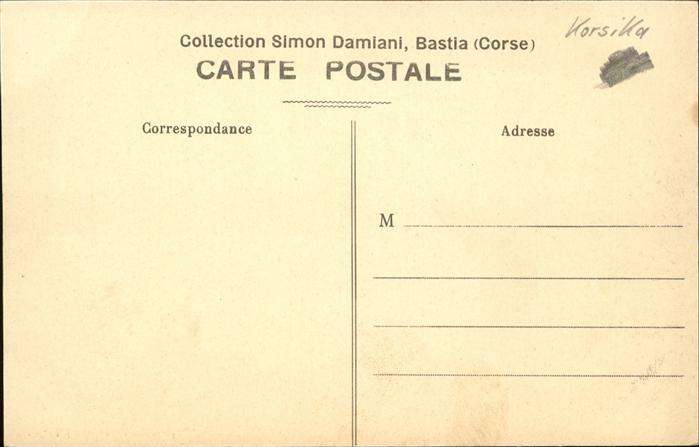 Collection Simon Damiani, Bastia (Corse)
Korsika
CARTE POSTALE
Correspondance
Adresse
M